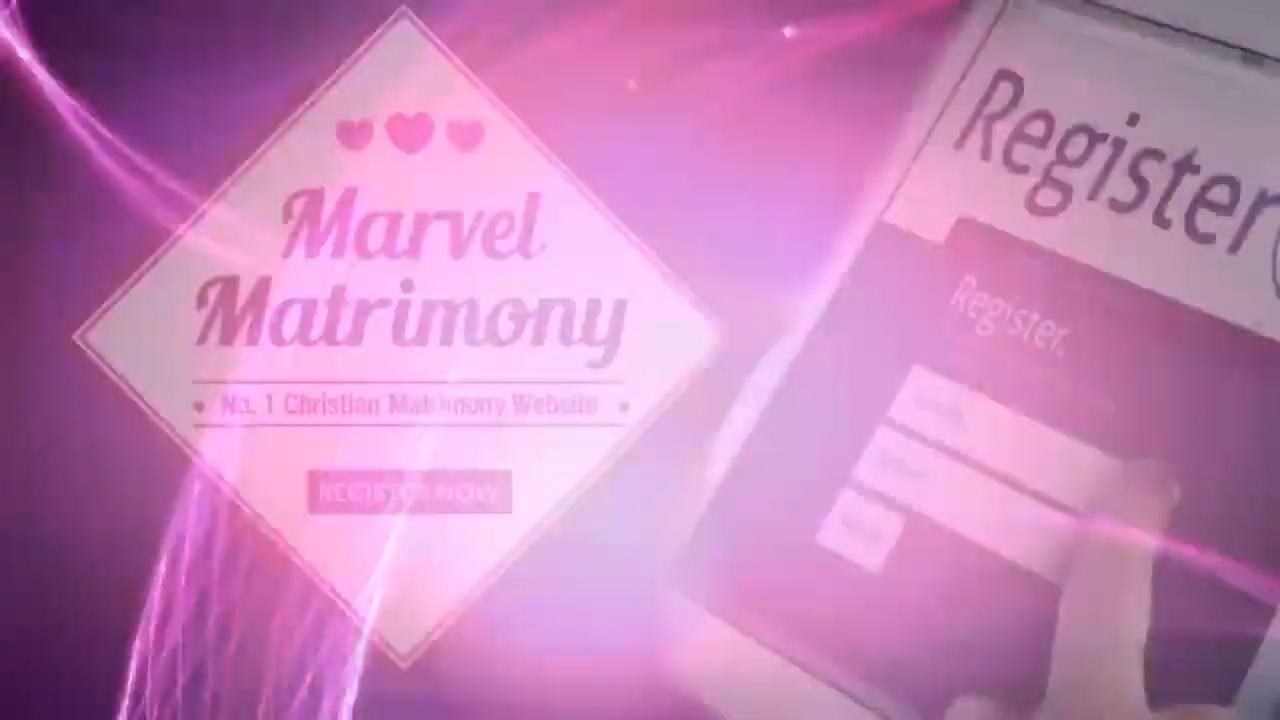 Marvel
Matrimony
No. 1 Christian Matrimony Website
REGISTER NOW
Register
Register.